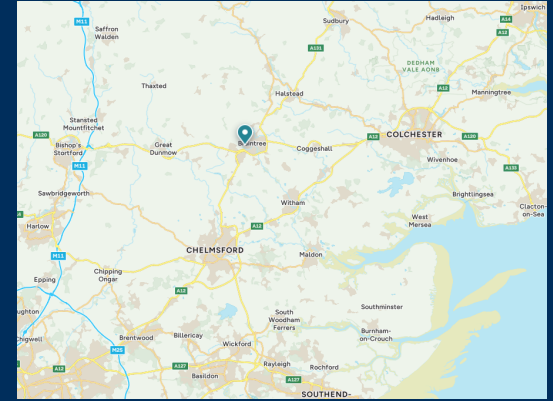 M11
Saffron
Walden
Sudbury
Hadleigh
Ipswich
A14
A12
A131
DEDHAM
VALE AONB
Thaxted
Halstead
A12
Manningtree
Stansted
Mountfitchet
A120
Bishop's
Stortford
Great
Dunmow
Coggeshall
A12
COLCHESTER
A120
Wivenhoe
M11
A133
Sawbridgeworth
Brightlingsea
Clacton-
on-Sea
Witham
West
Mersea
Harlow
A12
CHELMSFORD
Maldon
M11
Epping
Chipping
Ongar
A12
Southminster
South
Woodham
Ferrers
Burnham-
on-Crouch
Brentwood
Billericay
Wickford
M25
Rayleigh
Rochford
A12
A127
Basildon
A127
SOUTHEND-